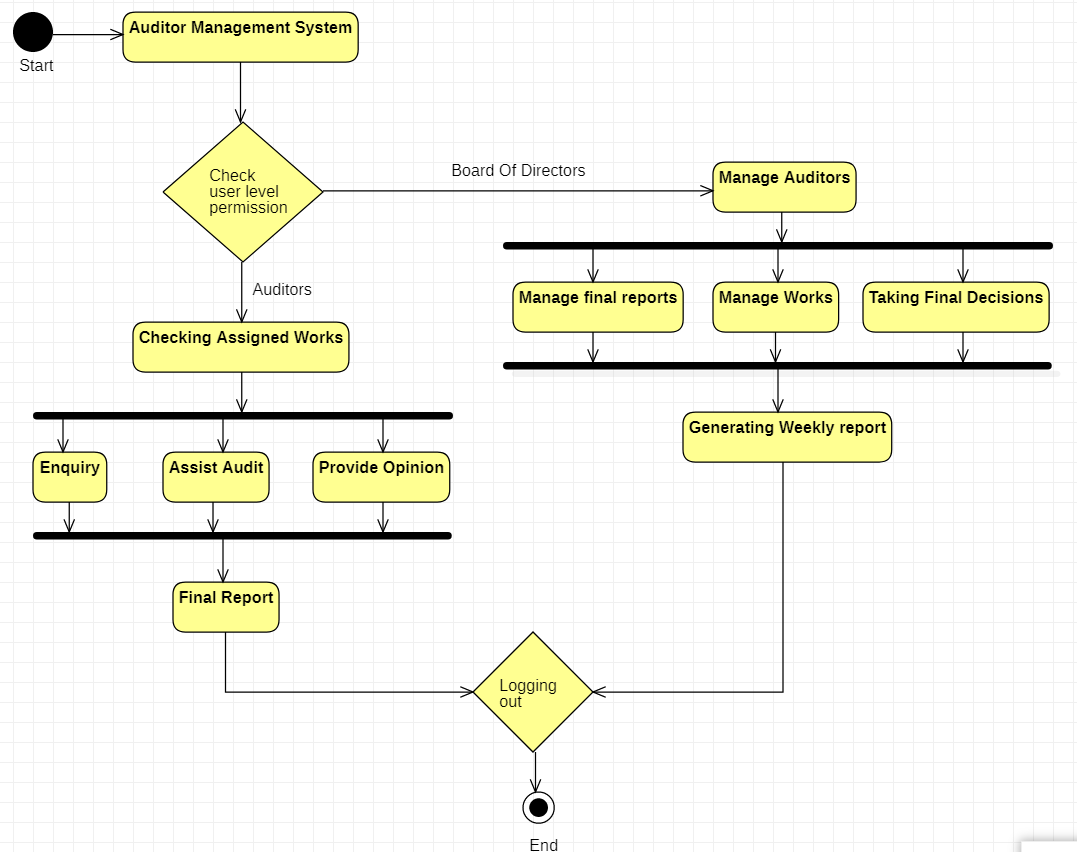 Auditor Management System
Start
Check
user level
permission
Board Of Directors
Manage Auditors
Auditors
Manage final reports
Manage Works
Taking Final Decisions
Checking Assigned Works
Generating Weekly report
Enquiry
Assist Audit
Provide Opinion
Final Report
Logging
out
End